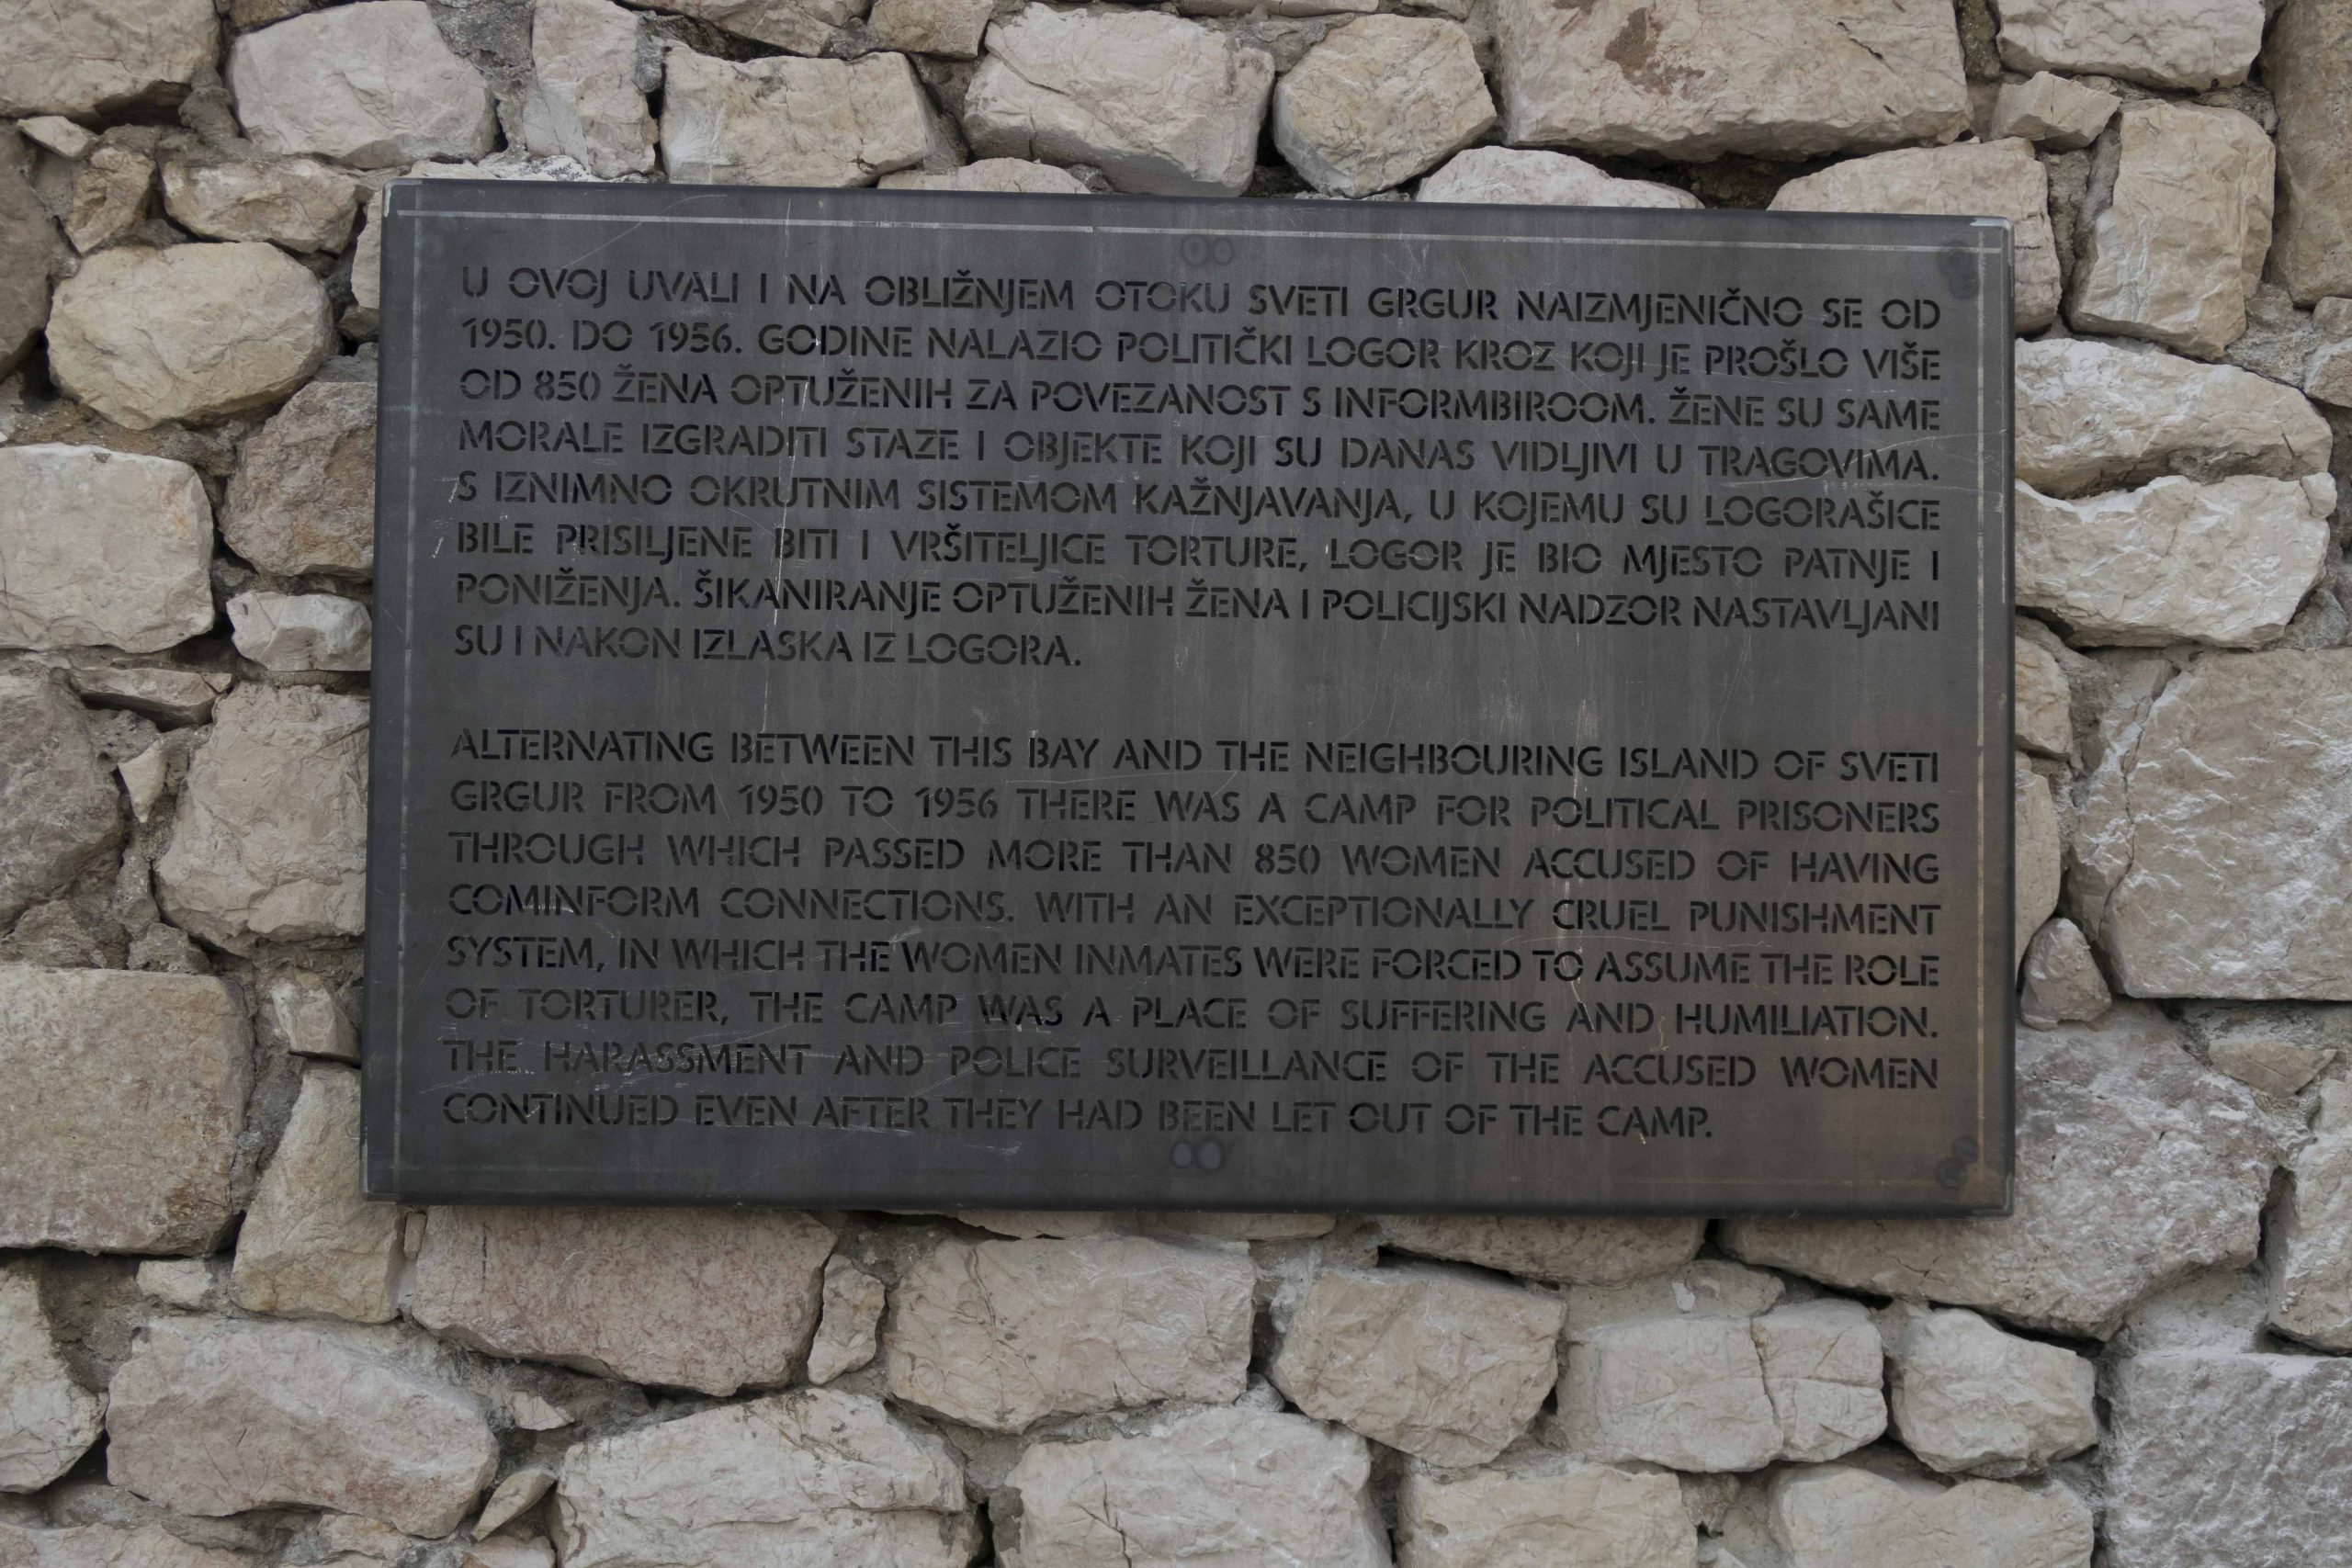 U OVOJ UVALI I NA OBLIŽNJEM OTOKU SVETI GRGUR NAIZMJENIČNO SE OD
1950. DO 1956. GODINE NALAZIO POLITIČKI LOGOR KROZ KOJI JE PROŠLO VIŠE
OD 850 ŽENA OPTUŽENIH ZA POVEZANOST S INFORMBIROOM. ŽENE SU SAME
MORALE IZGRADITI STAZE I OBJEKTE KOJI SU DANAS VIDLJIVI U TRAGOVIMA.
S IZNIMNO OKRUTNIM SISTEMOM KAŽNJAVANJA, U KOJEMU SU LOGORAŠICE
BILE PRISILJENE BITI I VRŠITELJICE TORTURE, LOGOR JE BIO MJESTO PATNJE I
PONIŽENJA. ŠIKANIRANJE OPTUŽENIH ŽENA I POLICIJSKI NADZOR NASTAVLJANI
SU I NAKON IZLASKA IZ LOGORA.
ALTERNATING BETWEEN THIS BAY AND THE NEIGHBOURING ISLAND OF SVETI
GRGUR FROM 1950 TO 1956 THERE WAS A CAMP FOR POLITICAL PRISONERS
THROUGH WHICH PASSED MORE THAN 850 WOMEN ACCUSED OF HAVING
COMINFORM CONNECTIONS. WITH AN EXCEPTIONALLY CRUEL PUNISHMENT
SYSTEM, IN WHICH THE WOMEN INMATES WERE FORCED TO ASSUME THE ROLE
OF TORTURER, THE CAMP WAS A PLACE OF SUFFERING AND HUMILIATION.
THE HARASSMENT AND POLICE SURVEILLANCE OF THE ACCUSED WOMEN
CONTINUED EVEN AFTER THEY HAD BEEN LET OUT OF THE CAMP.